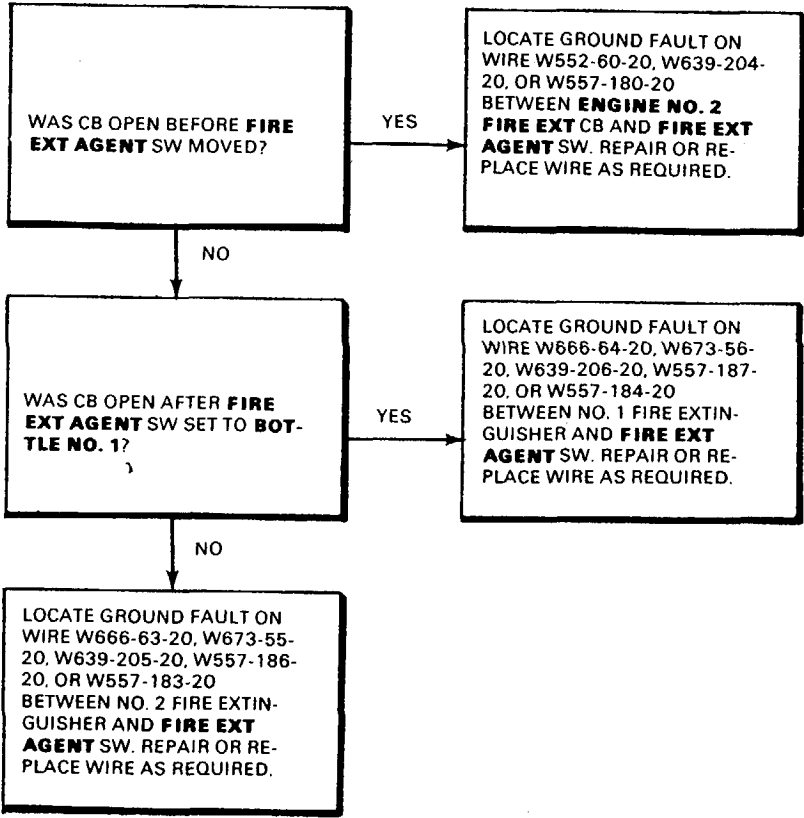 WAS CB OPEN BEFORE FIRE
EXT AGENT SW MOVED?
YES
LOCATE GROUND FAULT ON
WIRE W552-60-20, W639-204-
20, OR W557-180-20
BETWEEN ENGINE NO. 2
FIRE EXT CB AND FIRE EXT
AGENT SW. REPAIR OR RE-
PLACE WIRE AS REQUIRED.
NO
WAS CB OPEN AFTER FIRE
EXT AGENT SW SET TO BOT-
TLE NO. 1?
YES
LOCATE GROUND FAULT ON
WIRE W666-64-20, W673-56-
20, W639-206-20, W557-187-
20, OR W557-184-20
BETWEEN NO. 1 FIRE EXTIN-
GUISHER AND FIRE EXT
AGENT SW. REPAIR OR RE-
PLACE WIRE AS REQUIRED.
NO
LOCATE GROUND FAULT ON
WIRE W666-63-20, W673-55-
20, W639-205-20, W557-186-
20, OR W557-183-20
BETWEEN NO. 2 FIRE EXTIN-
GUISHER AND FIRE EXT
AGENT SW. REPAIR OR RE-
PLACE WIRE AS REQUIRED.